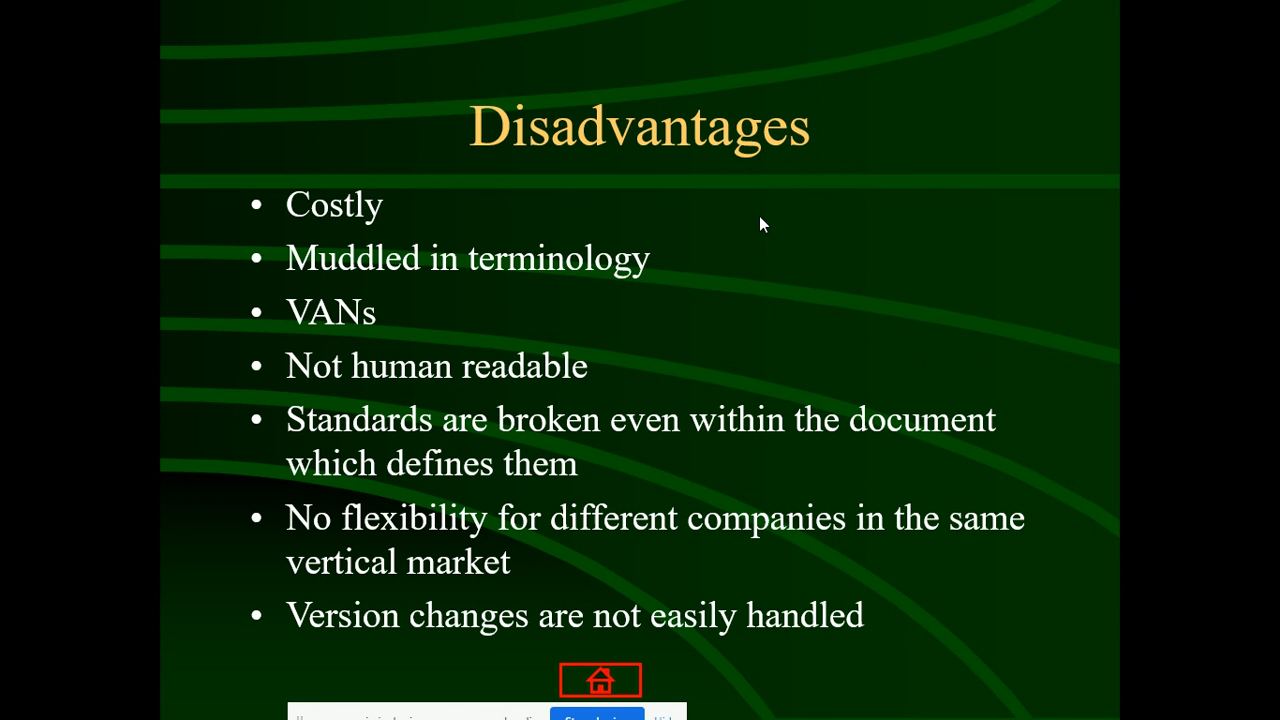 Disadvantages
• Costly
• Muddled in terminology
• VANs
• Not human readable
• Standards are broken even within the document
which defines them
• No flexibility for different companies in the same
vertical market
• Version changes are not easily handled